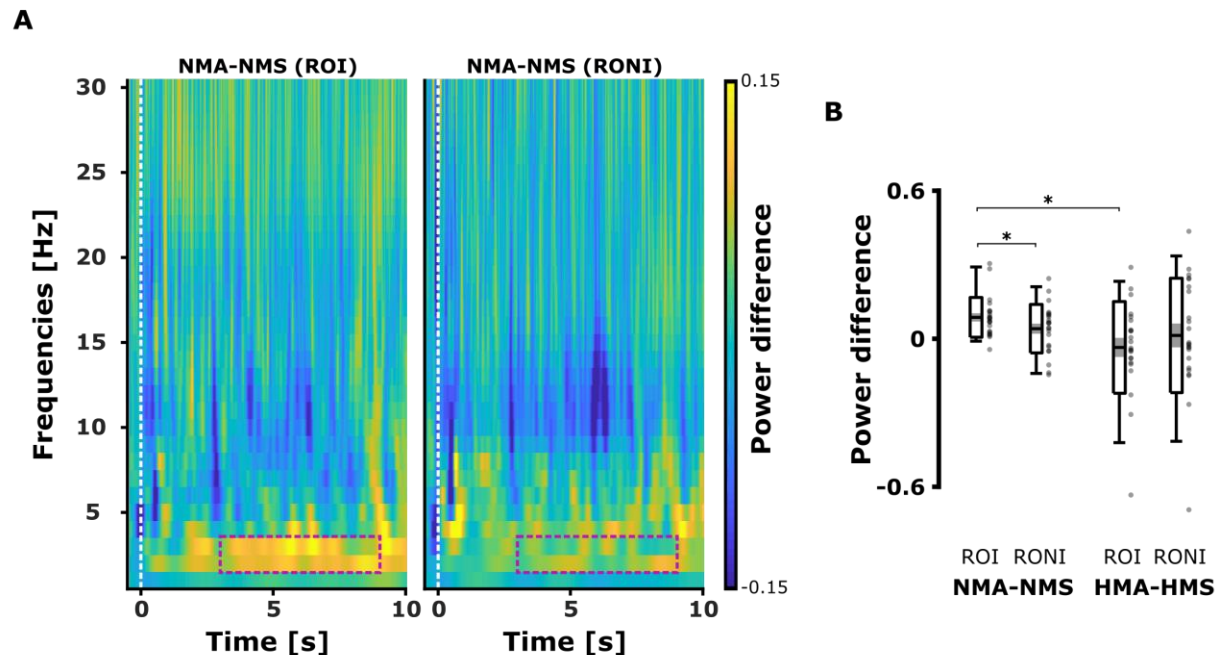 A
NMA-NMS (ROI)
NMA-NMS (RONI)
30
25
20
15
10
5
Frequencies [Hz]
0
5
10
0
5
10
Time [s]
Time [s]
0.15
-0.15
Power difference
B
0.6
0
-0.6
Power difference
*
*
ROI RONI ROI RONI
NMA-NMS HMA-HMS